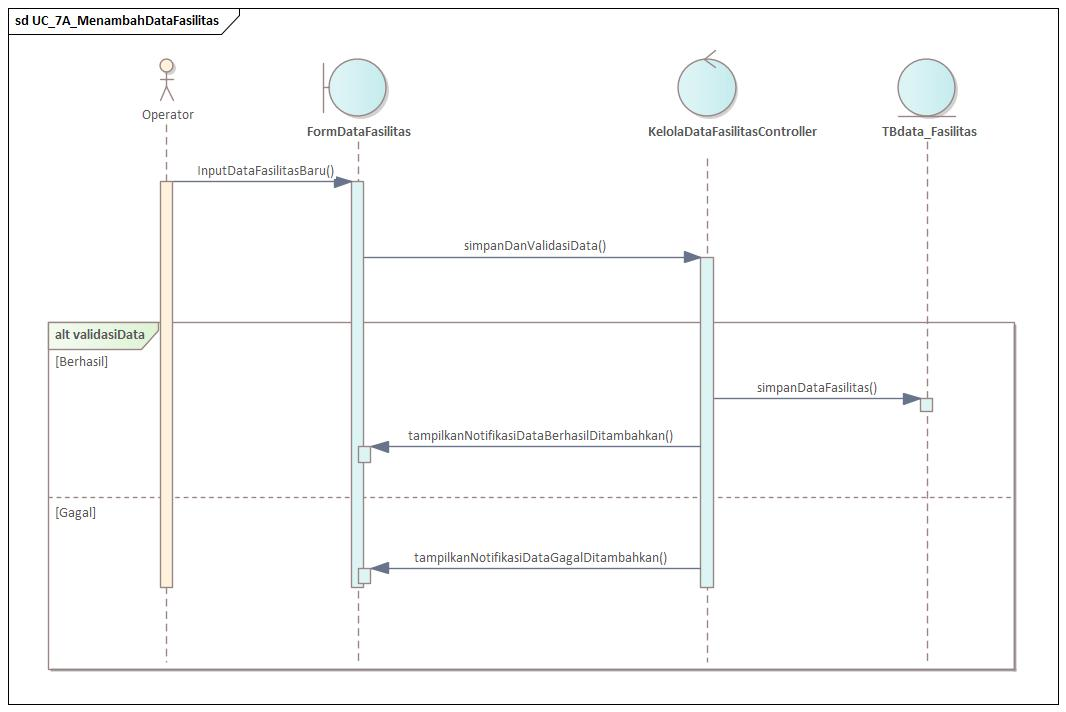 sd UC_7A_MenambahDataFasilitas
Operator
FormDataFasilitas
KelolaDataFasilitasController
TBdata_Fasilitas
InputDataFasilitasBaru()
simpanDanValidasiData()
alt validasiData
[Berhasil]
simpanDataFasilitas()
tampilkanNotifikasiDataBerhasilDitambahkan()
[Gagal]
tampilkanNotifikasiDataGagalDitambahkan()